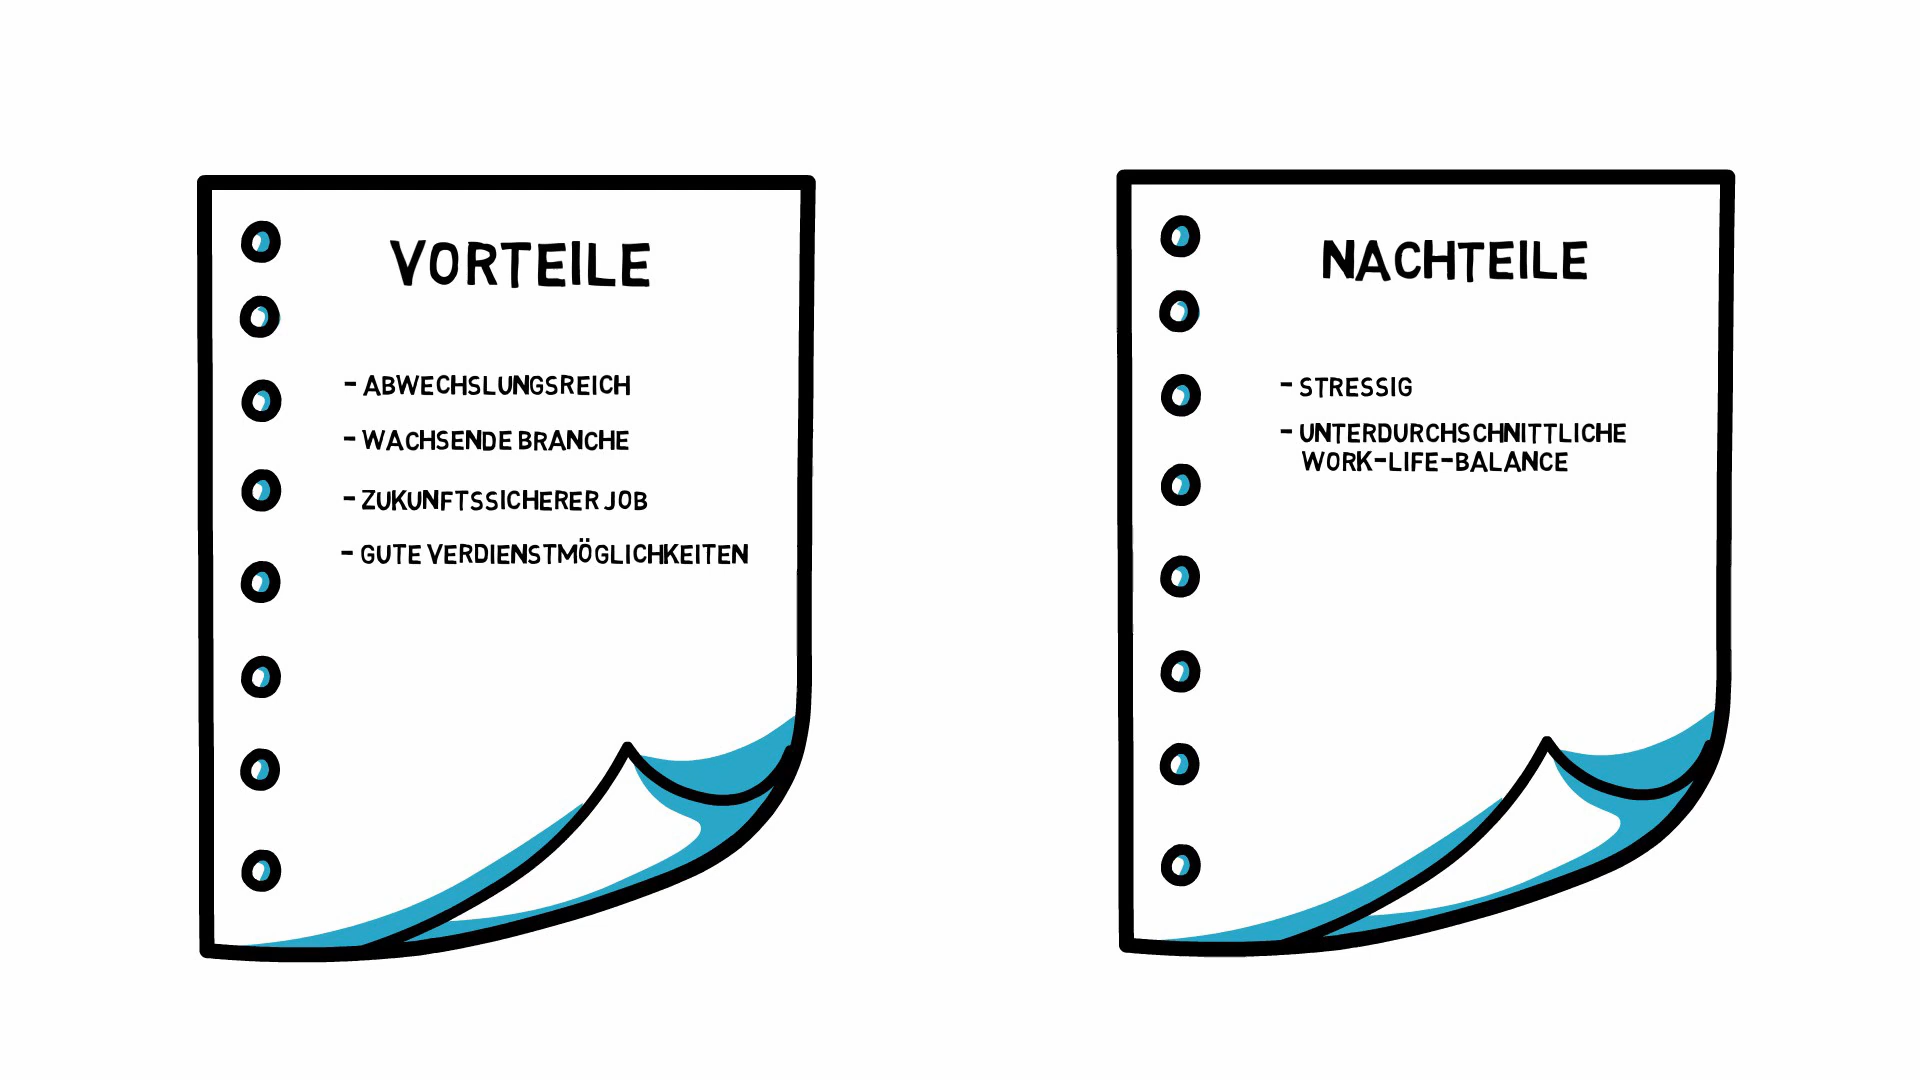 VORTEILE
- ABWECHSLUNGSREICH
- WACHSENDE BRANCHE
- ZUKUNFTSSICHERER JOB
- GUTE VERDIENSTMÖGLICHKEITEN
NACHTEILE
- STRESSIG
- UNTERDURCHSCHNITTLICHE
WORK-LIFE-BALANCE